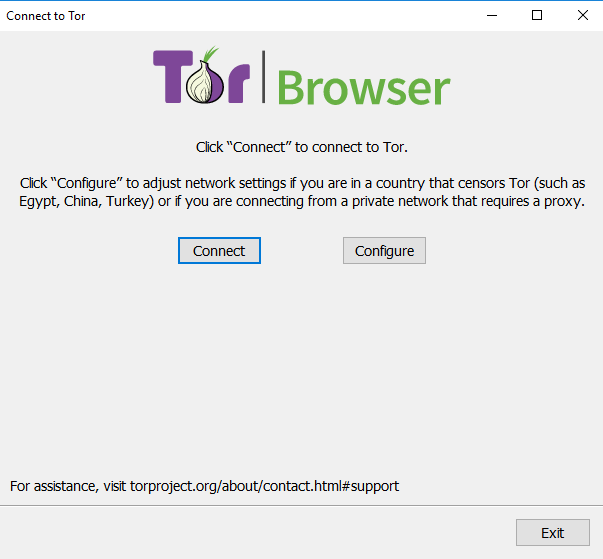 Connect to Tor
Tor Browser
Click “Connect” to connect to Tor.
Click “Configure” to adjust network settings if you are in a country that censors Tor (such as
Egypt, China, Turkey) or if you are connecting from a private network that requires a proxy.
Connect Configure
For assistance, visit torproject.org/about/contact.html#support
Exit